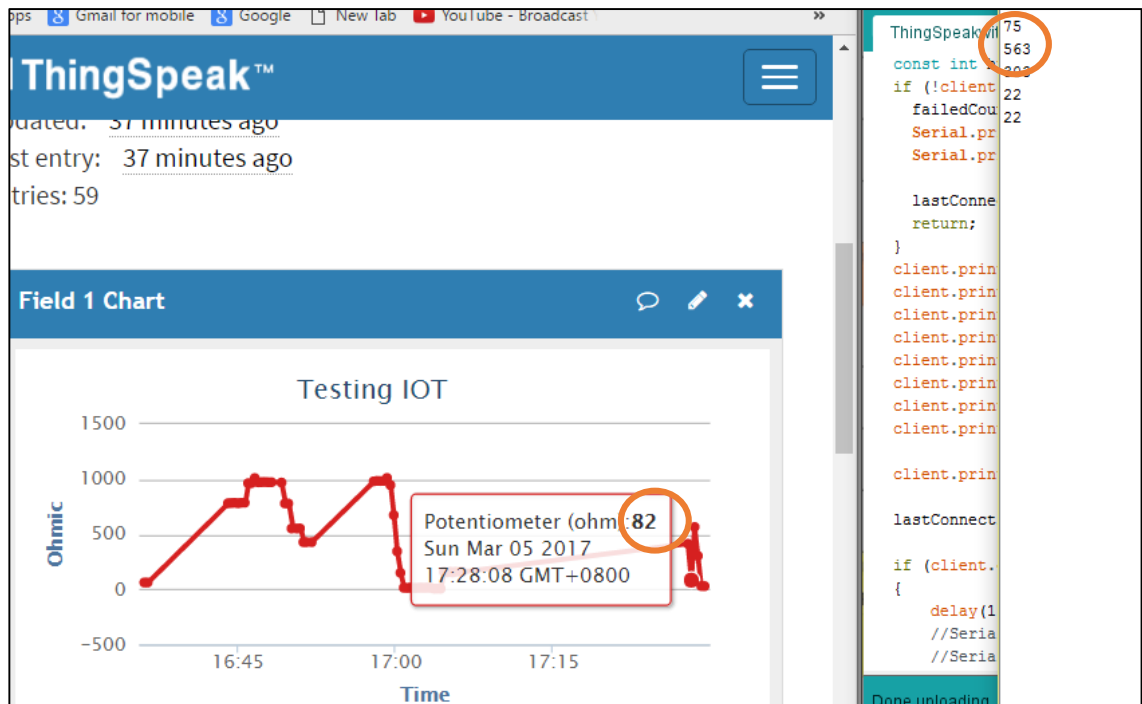 ops Gmail for mobile Google New Tab YouTube - Broadcast »
ThingSpeak™
pdated: 37 minutes ago
st entry: 37 minutes ago
tries: 59
Field 1 Chart
Testing IOT
1500
1000
500
0
-500
Ohmic
Potentiometer (ohm):82
Sun Mar 05 2017
17:28:08 GMT+0800
16:45 17:00 17:15
Time
ThingSpeakwit
const int
if (!client
failedCou
Serial.pr
Serial.pr
lastConne
return;
}
client.prin
client.prin
client.prin
client.prin
client.prin
client.prin
client.prin
client.prin
client.prin
lastConnect
if (client.
{
delay(1
//Seria
//Seria
Done uploading
75
563
22
22